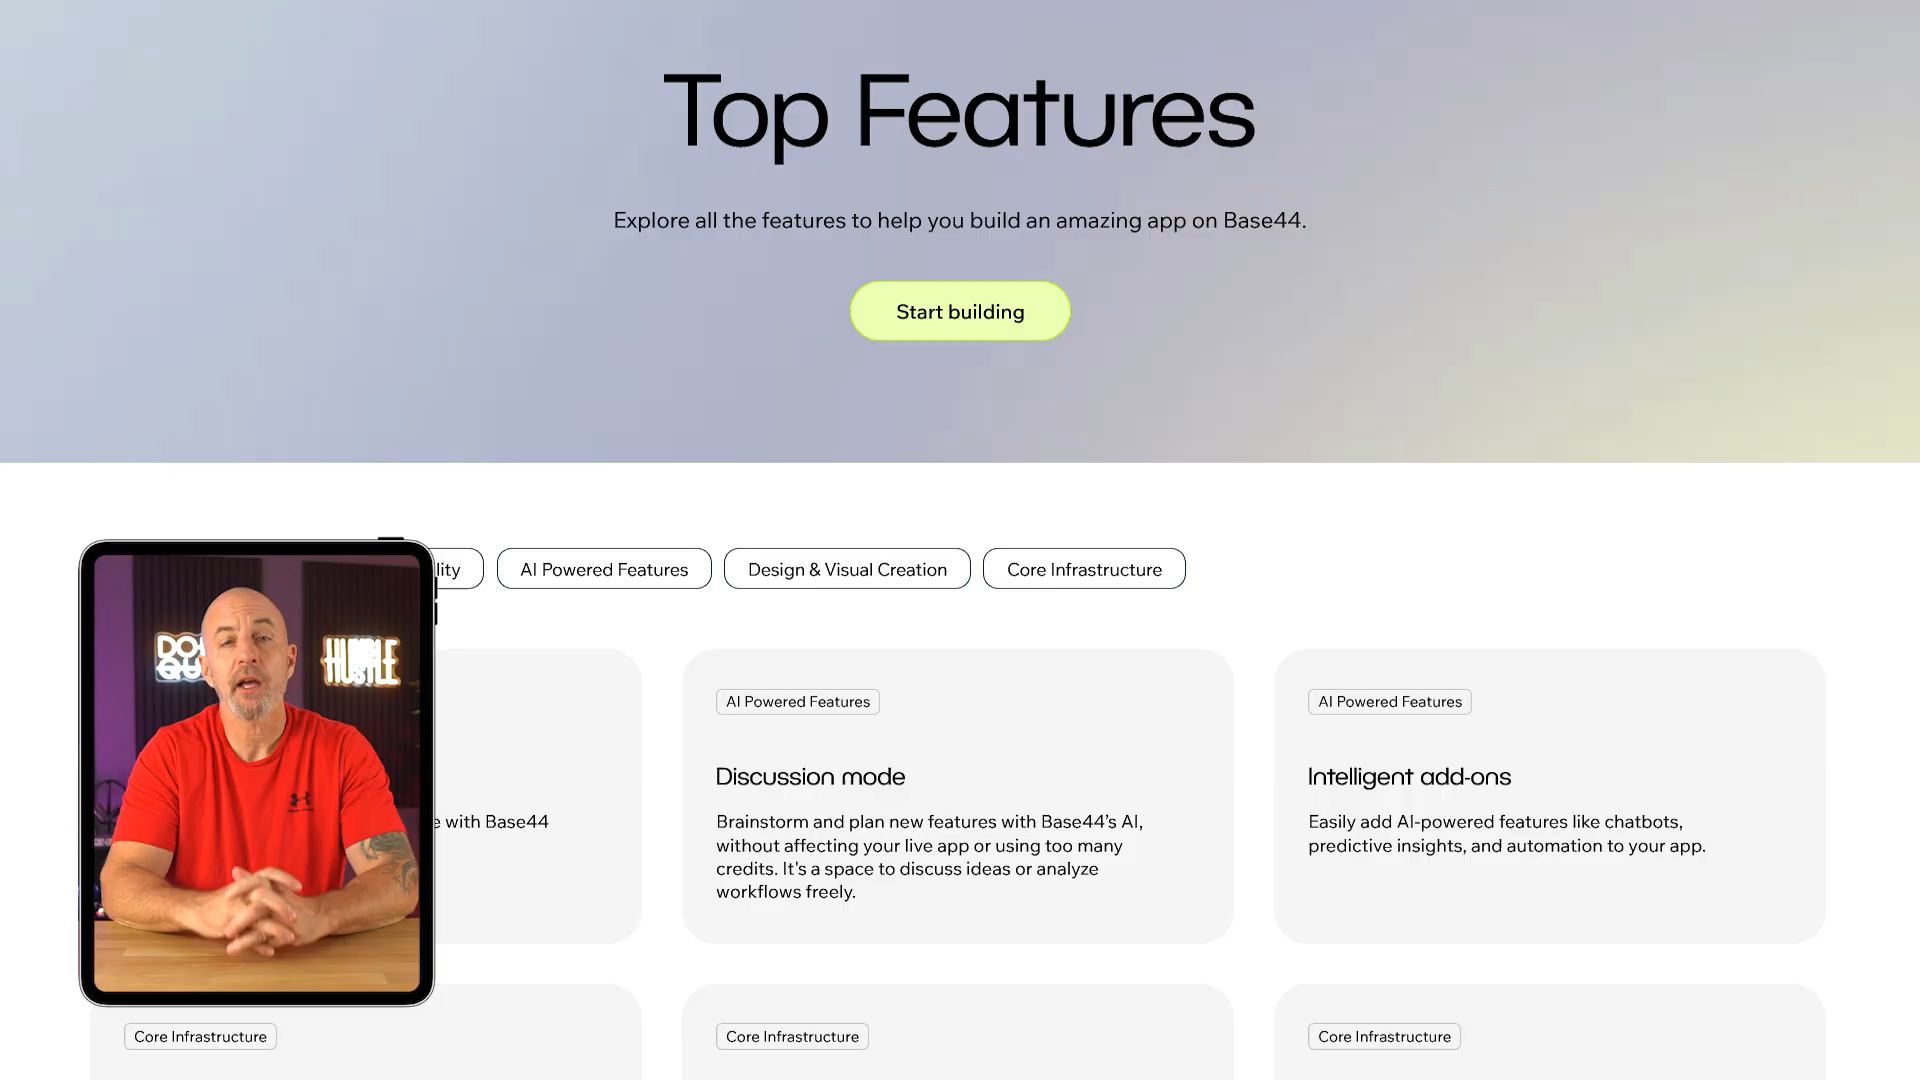 Top Features
Explore all the features to help you build an amazing app on Base44.
Start building
AI Powered Features
Design & Visual Creation
Core Infrastructure
HUSTLE
with Base44
AI Powered Features
Discussion mode
Brainstorm and plan new features with Base44's AI,
without affecting your live app or using too many
credits. It's a space to discuss ideas or analyze
workflows freely.
AI Powered Features
Intelligent add-ons
Easily add AI-powered features like chatbots,
predictive insights, and automation to your app.
Core Infrastructure
Core Infrastructure
Core Infrastructure